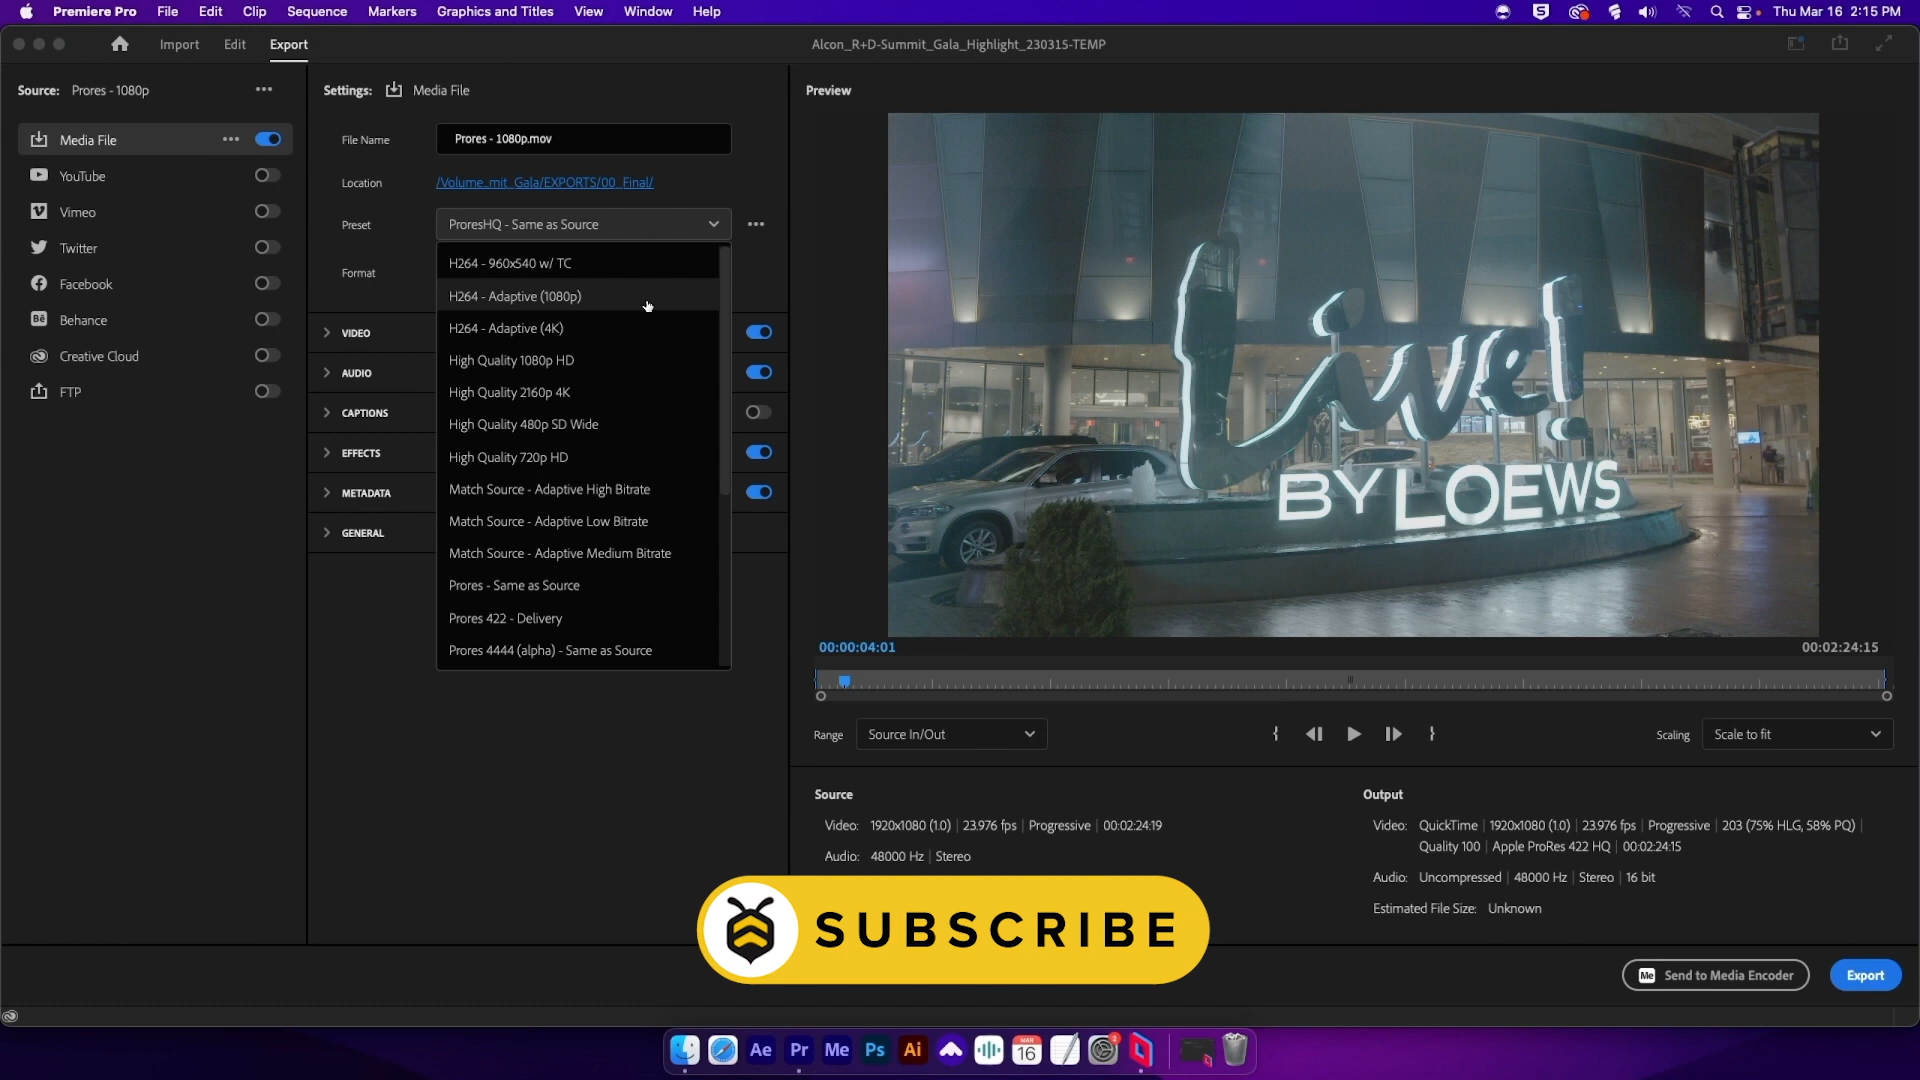 Premiere Pro File Edit Clip Sequence Markers Graphics and Titles View Window Help Thu Mar 16 2:15 PM
Import Edit Export Alcon_R+D-Summit_Gala_Highlight_230315-TEMP
Source: Prores - 1080p
Media File
YouTube
Vimeo
Twitter
Facebook
Behance
Creative Cloud
FTP
Settings: Media File
File Name Prores - 1080p.mov
Location /Volume_mit_Gala/EXPORTS/00_Final/
Preset ProresHQ - Same as Source
Format
H264 - 960x540 w/ TC
H264 - Adaptive (1080p)
H264 - Adaptive (4K)
High Quality 1080p HD
High Quality 2160p 4K
High Quality 480p SD Wide
High Quality 720p HD
Match Source - Adaptive High Bitrate
Match Source - Adaptive Low Bitrate
Match Source - Adaptive Medium Bitrate
Prores - Same as Source
Prores 422 - Delivery
Prores 4444 (alpha) - Same as Source
VIDEO
AUDIO
CAPTIONS
EFFECTS
METADATA
GENERAL
Preview
Live!
BY LOEWS
00:00:04:01 00:02:24:15
Range Source In/Out Scaling Scale to fit
Source
Video: 1920x1080 (1.0) | 23.976 fps | Progressive | 00:02:24:19
Audio: 48000 Hz | Stereo
Output
Video: QuickTime | 1920x1080 (1.0) | 23.976 fps | Progressive | 203 (75% HLG, 58% PQ) |
Quality 100 | Apple ProRes 422 HQ | 00:02:24:15
Audio: Uncompressed | 48000 Hz | Stereo | 16 bit
Estimated File Size: Unknown
SUBSCRIBE
Me Send to Media Encoder Export
Ae Pr Me Ps Ai MAR 16 2